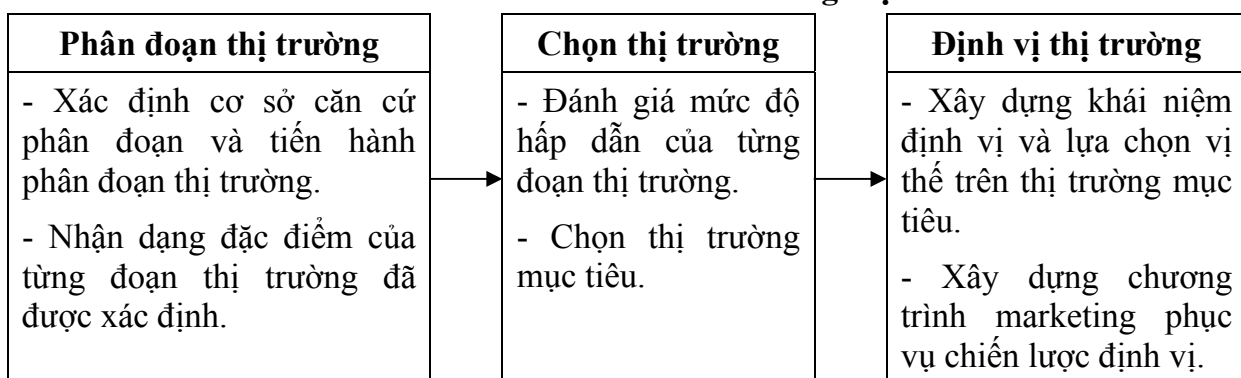 Phân đoạn thị trường
- Xác định cơ sở căn cứ
phân đoạn và tiến hành
phân đoạn thị trường.
- Nhận dạng đặc điểm của
từng đoạn thị trường đã
được xác định.
Chọn thị trường
- Đánh giá mức độ
hấp dẫn của từng
đoạn thị trường.
- Chọn thị trường
mục tiêu.
Định vị thị trường
- Xây dựng khái niệm
định vị và lựa chọn vị
thế trên thị trường mục
tiêu.
- Xây dựng chương
trình marketing phục
vụ chiến lược định vị.